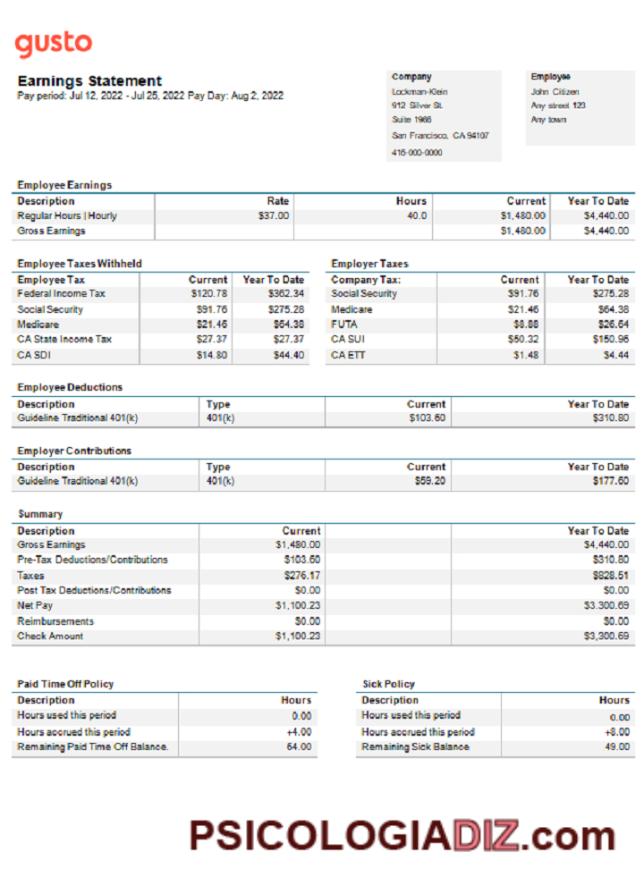 gusto
Earnings Statement
Pay period: Jul 12, 2022 - Jul 25, 2022 Pay Day: Aug 2, 2022
Company
Lockman-Klein
912 Silver St.
Suite 1966
San Francisco, CA 94107
415-000-0000
Employee
John Citizen
Any street 123
Any town
Employee Earnings
Description Rate Hours Current Year To Date
Regular Hours | Hourly $37.00 40.0 $1,480.00 $4,440.00
Gross Earnings $1,480.00 $4,440.00
Employee Taxes Withheld
Employee Tax Current Year To Date
Federal Income Tax $120.78 $362.34
Social Security $91.76 $275.28
Medicare $21.46 $64.38
CA State Income Tax $27.37 $27.37
CA SDI $14.80 $44.40
Employer Taxes
Company Tax: Current Year To Date
Social Security $91.76 $275.28
Medicare $21.46 $64.38
FUTA $8.88 $26.64
CA SUI $50.32 $150.96
CA ETT $1.48 $4.44
Employee Deductions
Description Type Current Year To Date
Guideline Traditional 401(k) 401(k) $103.60 $310.80
Employer Contributions
Description Type Current Year To Date
Guideline Traditional 401(k) 401(k) $59.20 $177.60
Summary
Description Current Year To Date
Gross Earnings $1,480.00 $4,440.00
Pre-Tax Deductions/Contributions $103.60 $310.80
Taxes $276.17 $828.51
Post Tax Deductions/Contributions $0.00 $0.00
Net Pay $1,100.23 $3.300.69
Reimbursements $0.00 $0.00
Check Amount $1,100.23 $3,300.69
Paid Time Off Policy
Description Hours
Hours used this period 0.00
Hours accrued this period +4.00
Remaining Paid Time Off Balance. 64.00
Sick Policy
Description Hours
Hours used this period 0.00
Hours accrued this period +8.00
Remaining Sick Balance 49.00
PSICOLOGIADIZ.com